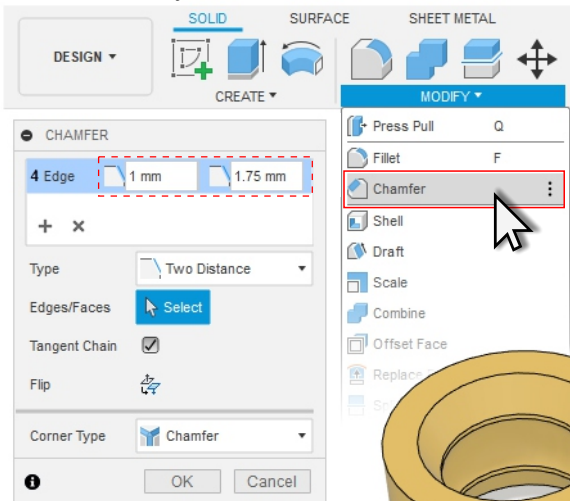 SOLID SURFACE SHEET METAL
DESIGN
CREATE MODIFY
CHAMFER
4 Edge 1 mm 1.75 mm
Type Two Distance
Edges/Faces Select
Tangent Chain
Flip
Corner Type Chamfer
OK Cancel
Press Pull Q
Fillet F
Chamfer
Shell
Draft
Scale
Combine
Offset Face
Replace